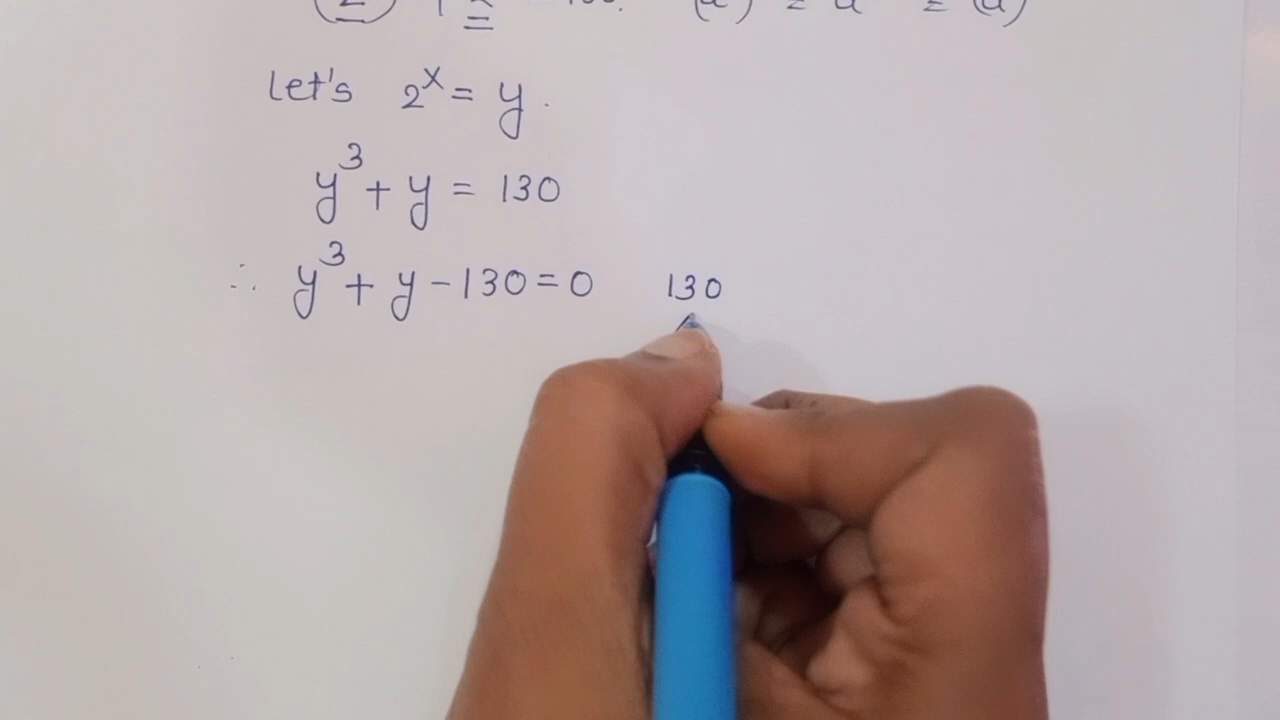 Let's 2^x = y.
y^3 + y = 130
∴ y^3 + y - 130 = 0 130